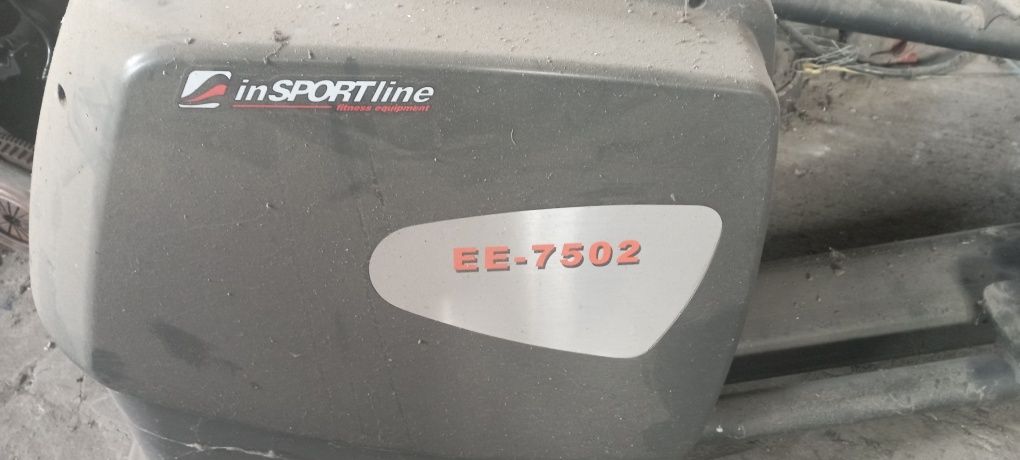 inSPORTline
fitness equipment
EE-7502